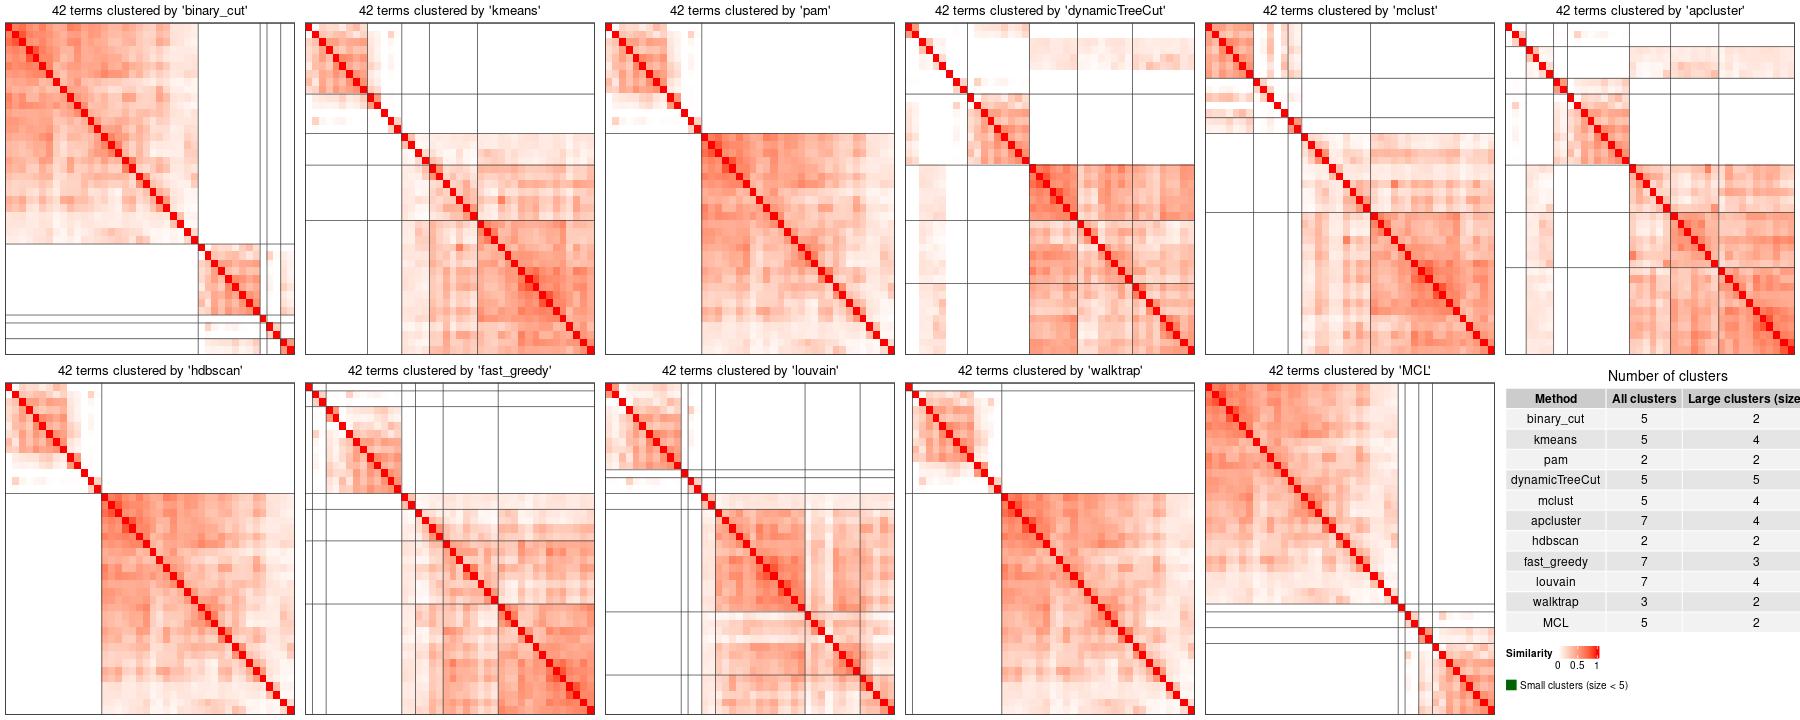 42 terms clustered by 'binary_cut'
42 terms clustered by 'kmeans'
42 terms clustered by 'pam'
42 terms clustered by 'dynamicTreeCut'
42 terms clustered by 'mclust'
42 terms clustered by 'apcluster'
42 terms clustered by 'hdbscan'
42 terms clustered by 'fast_greedy'
42 terms clustered by 'louvain'
42 terms clustered by 'walktrap'
42 terms clustered by 'MCL'
Number of clusters
Method All clusters Large clusters (size
binary_cut 5 2
kmeans 5 4
pam 2 2
dynamicTreeCut 5 5
mclust 5 4
apcluster 7 4
hdbscan 2 2
fast_greedy 7 3
louvain 7 4
walktrap 3 2
MCL 5 2
Similarity
0 0.5 1
Small clusters (size < 5)